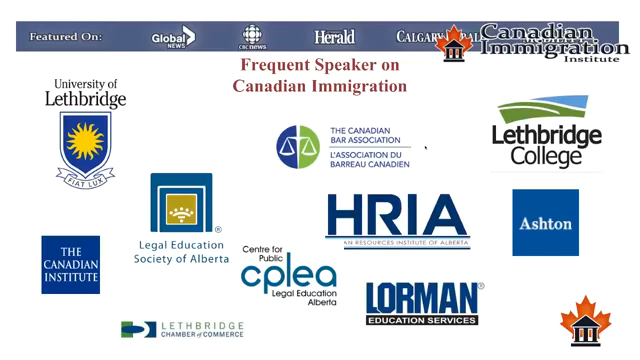 Featured On:
Global
NEWS
CBC NEWS
Herald
CALGARY
Canadian
Immigration
Institute
Frequent Speaker on
Canadian Immigration
University of
Lethbridge
FIAT LUX
THE CANADIAN
BAR ASSOCIATION
L'ASSOCIATION DU
BARREAU CANADIEN
Lethbridge
College
Legal Education
Society of Alberta
HRIA
AN RESOURCES INSTITUTE OF ALBERTA
Ashton
THE
CANADIAN
INSTITUTE
Centre for
Public
cplea
Legal Education
Alberta
LORMAN®
EDUCATION SERVICES
LETHBRIDGE
CHAMBER of COMMERCE